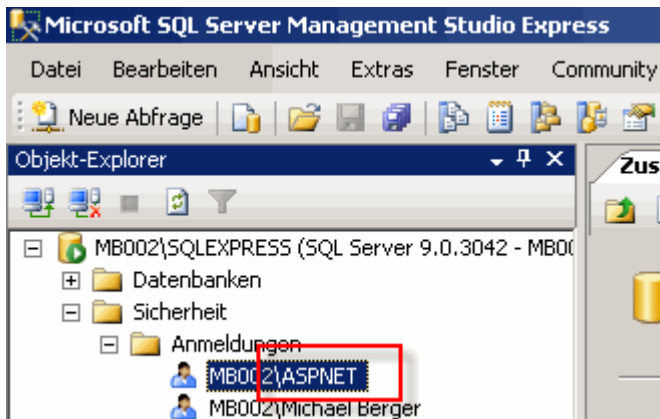 Microsoft SQL Server Management Studio Express
Datei Bearbeiten Ansicht Extras Fenster Community
Neue Abfrage
Objekt-Explorer
Zus
MB002\SQLEXPRESS (SQL Server 9.0.3042 - MB00
Datenbanken
Sicherheit
Anmeldungen
MB002\ASPNET
MB002\Michael Berger